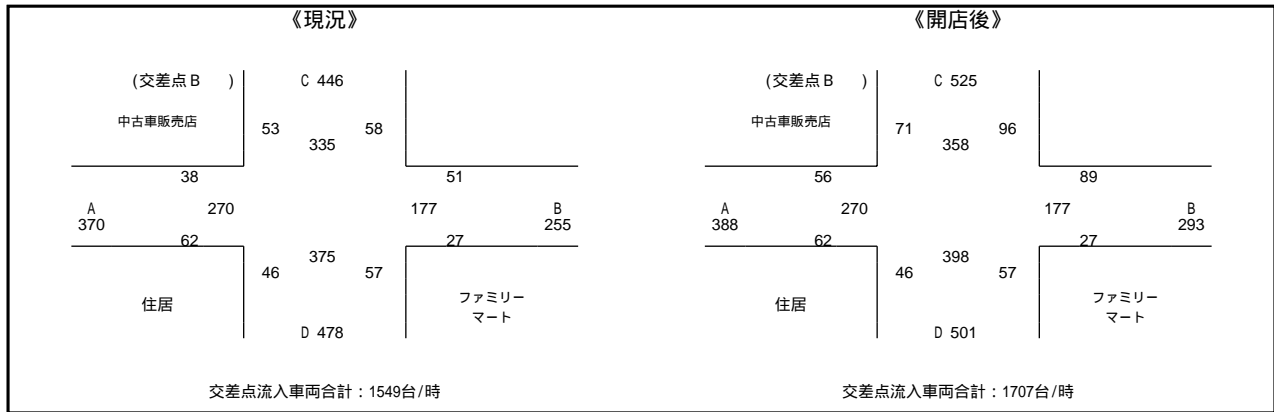 《現況》
(交差点B )
C 446
中古車販売店
53
58
335
38
51
A
370
270
177
B
255
62
27
375
46
57
住居
ファミリー
マート
D 478
交差点流入車両合計：1549台/時
《開店後》
(交差点B )
C 525
中古車販売店
71
96
358
56
89
A
388
270
177
B
293
62
27
398
46
57
住居
ファミリー
マート
D 501
交差点流入車両合計：1707台/時